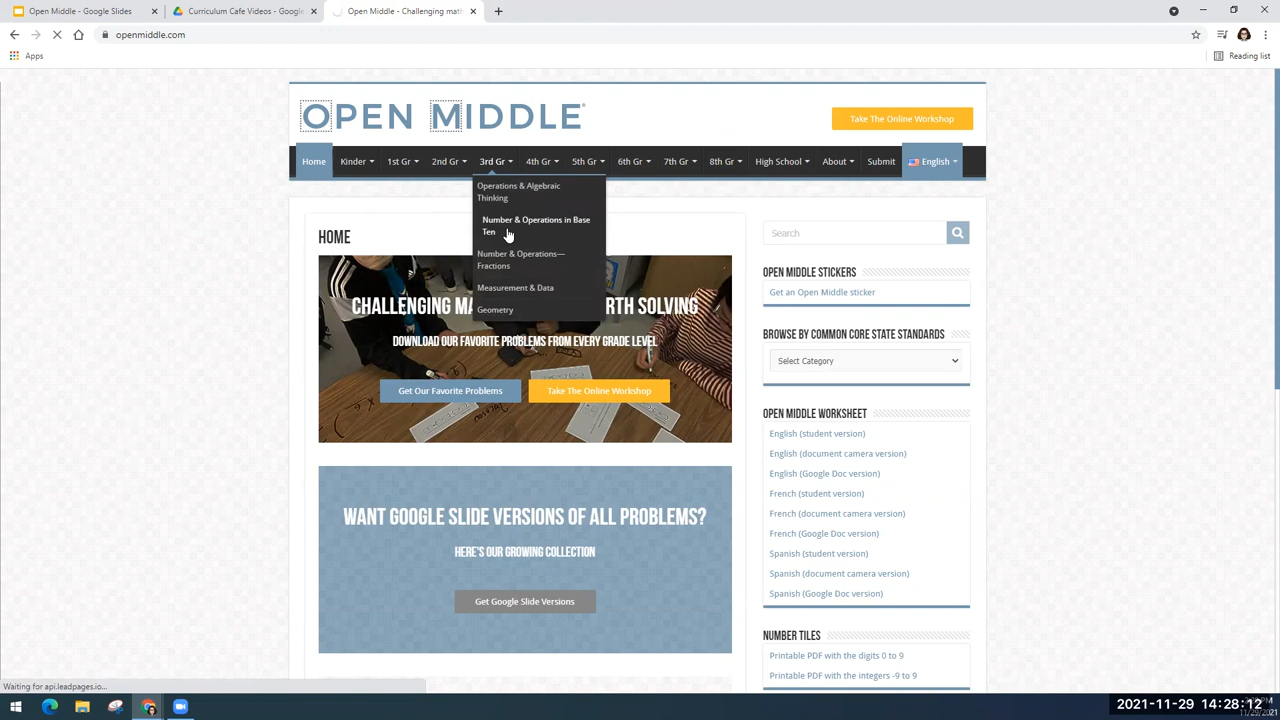 Open Middle - Google Slides
Open Middle - Challenging math
openmiddle.com
Apps
Reading list
OPEN MIDDLE®
Take The Online Workshop
Home Kinder 1st Gr 2nd Gr 3rd Gr 4th Gr 5th Gr 6th Gr 7th Gr 8th Gr High School About Submit English
Operations & Algebraic
Thinking
Number & Operations in Base
Ten
Number & Operations—
Fractions
Measurement & Data
Geometry
HOME
CHALLENGING MA RTH SOLVING
DOWNLOAD OUR FAVORITE PROBLEMS FROM EVERY GRADE LEVEL
Get Our Favorite Problems
Take The Online Workshop
WANT GOOGLE SLIDE VERSIONS OF ALL PROBLEMS?
HERE'S OUR GROWING COLLECTION
Get Google Slide Versions
Search
OPEN MIDDLE STICKERS
Get an Open Middle sticker
BROWSE BY COMMON CORE STATE STANDARDS
Select Category
OPEN MIDDLE WORKSHEET
English (student version)
English (document camera version)
English (Google Doc version)
French (student version)
French (document camera version)
French (Google Doc version)
Spanish (student version)
Spanish (document camera version)
Spanish (Google Doc version)
NUMBER TILES
Printable PDF with the digits 0 to 9
Printable PDF with the integers -9 to 9
Waiting for api.leadpages.io...
2021-11-29 14:28:12